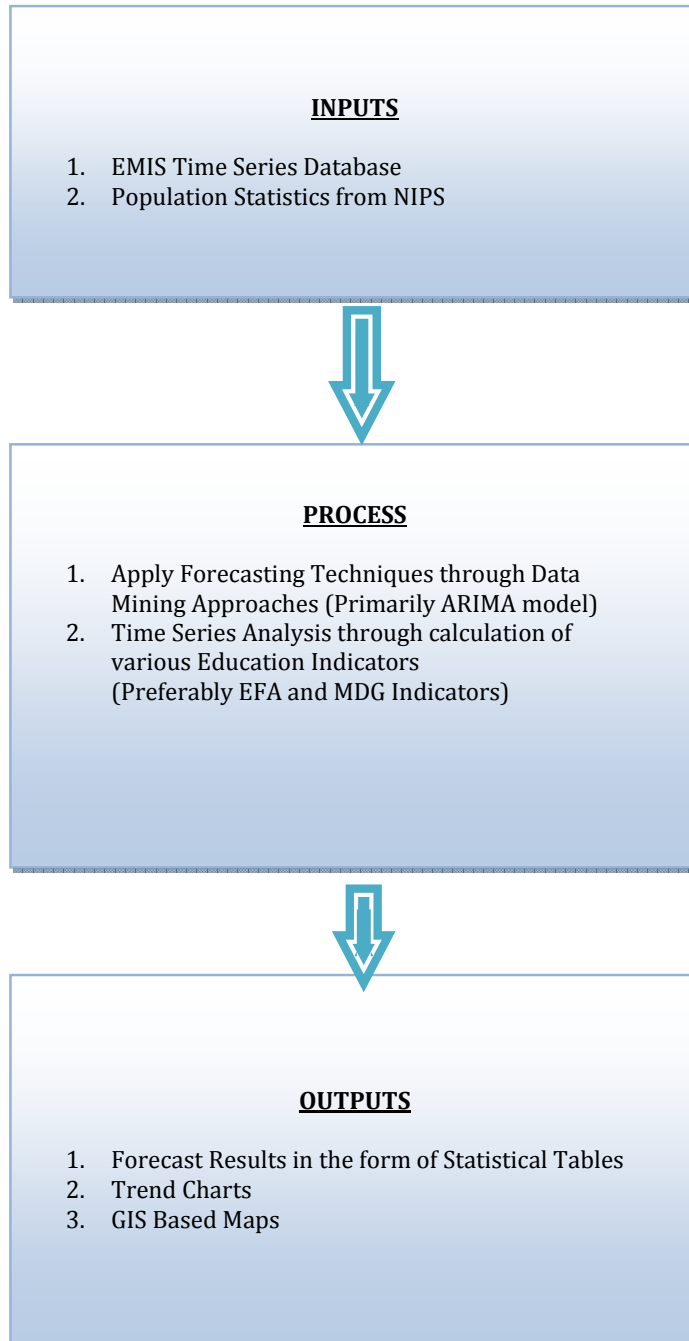 INPUTS
1. EMIS Time Series Database
2. Population Statistics from NIPS
PROCESS
1. Apply Forecasting Techniques through Data
Mining Approaches (Primarily ARIMA model)
2. Time Series Analysis through calculation of
various Education Indicators
(Preferably EFA and MDG Indicators)
OUTPUTS
1. Forecast Results in the form of Statistical Tables
2. Trend Charts
3. GIS Based Maps